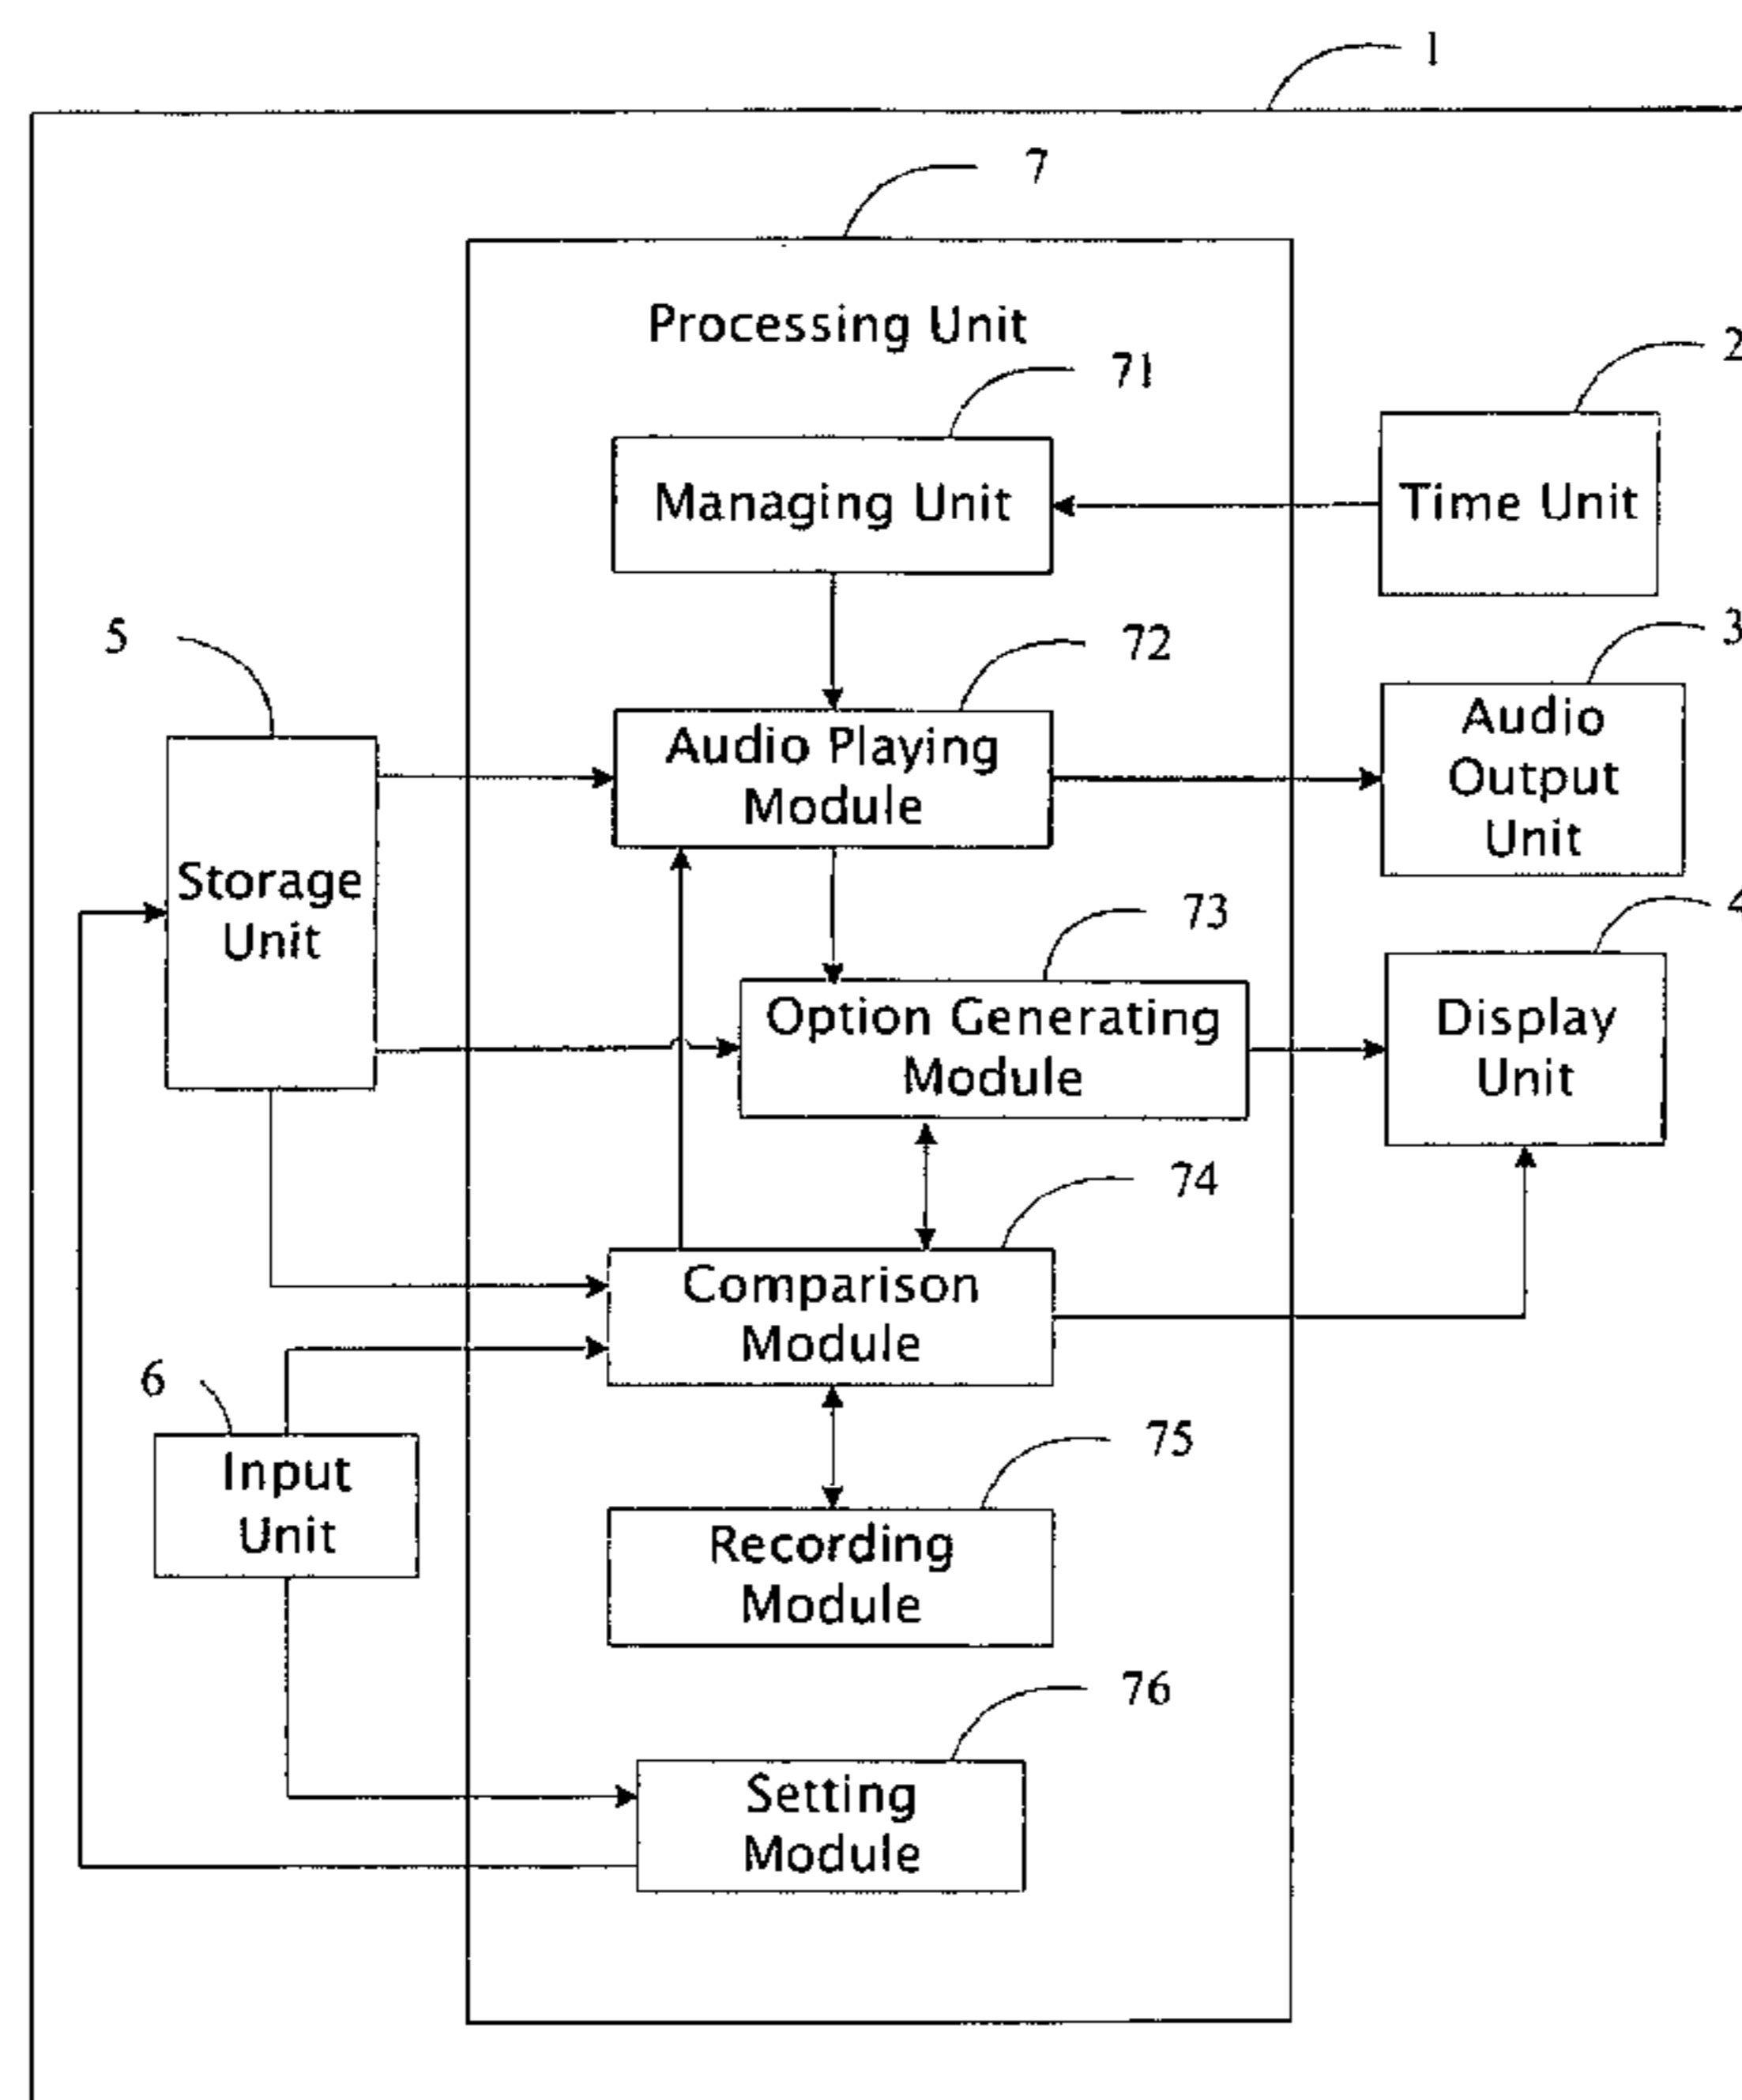 1
7
Processing Unit
71
2
Managing Unit
Time Unit
5
72
3
Audio Playing
Module
Audio
Output
Unit
Storage
Unit
73
4
Option Generating
Module
Display
Unit
74
Comparison
Module
6
75
Input
Unit
Recording
Module
76
Setting
Module